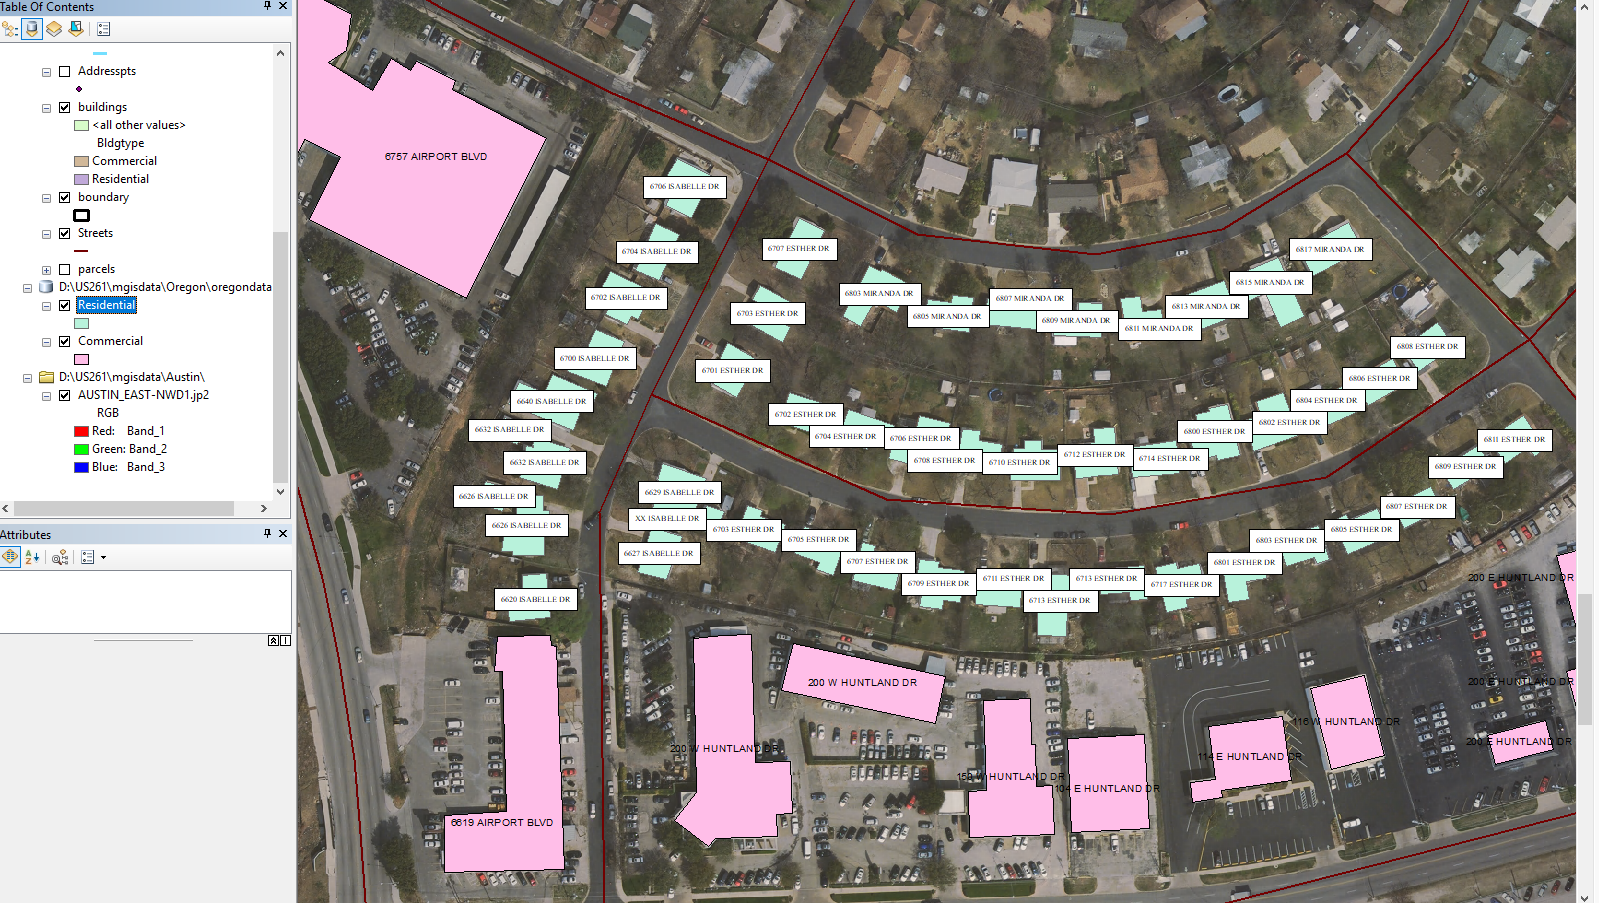 Table Of Contents
Addresspts
buildings
<all other values>
Bldgtype
Commercial
Residential
boundary
Streets
parcels
D:\US261\mgisdata\Oregon\oregondata
Residential
Commercial
D:\US261\mgisdata\Austin\
AUSTIN_EAST-NWD1.jp2
RGB
Red: Band_1
Green: Band_2
Blue: Band_3
Attributes
6757 AIRPORT BLVD
6706 ISABELLE DR
6704 ISABELLE DR
6702 ISABELLE DR
6700 ISABELLE DR
6640 ISABELLE DR
6632 ISABELLE DR
6632 ISABELLE DR
6626 ISABELLE DR
6626 ISABELLE DR
6620 ISABELLE DR
6707 ESTHER DR
6703 ESTHER DR
6701 ESTHER DR
6803 MIRANDA DR
6805 MIRANDA DR
6807 MIRANDA DR
6809 MIRANDA DR
6811 MIRANDA DR
6813 MIRANDA DR
6815 MIRANDA DR
6817 MIRANDA DR
6702 ESTHER DR
6704 ESTHER DR
6706 ESTHER DR
6708 ESTHER DR
6710 ESTHER DR
6712 ESTHER DR
6714 ESTHER DR
6800 ESTHER DR
6802 ESTHER DR
6804 ESTHER DR
6806 ESTHER DR
6808 ESTHER DR
6629 ISABELLE DR
XX ISABELLE DR
6627 ISABELLE DR
6703 ESTHER DR
6705 ESTHER DR
6707 ESTHER DR
6709 ESTHER DR
6711 ESTHER DR
6713 ESTHER DR
6713 ESTHER DR
6717 ESTHER DR
6801 ESTHER DR
6803 ESTHER DR
6805 ESTHER DR
6807 ESTHER DR
6809 ESTHER DR
6811 ESTHER DR
200 E HUNTLAND DR
200 W HUNTLAND DR
200 E HUNTLAND DR
116 W HUNTLAND DR
200 E HUNTLAND DR
200 W HUNTLAND DR
114 E HUNTLAND DR
150 W HUNTLAND DR
104 E HUNTLAND DR
6619 AIRPORT BLVD